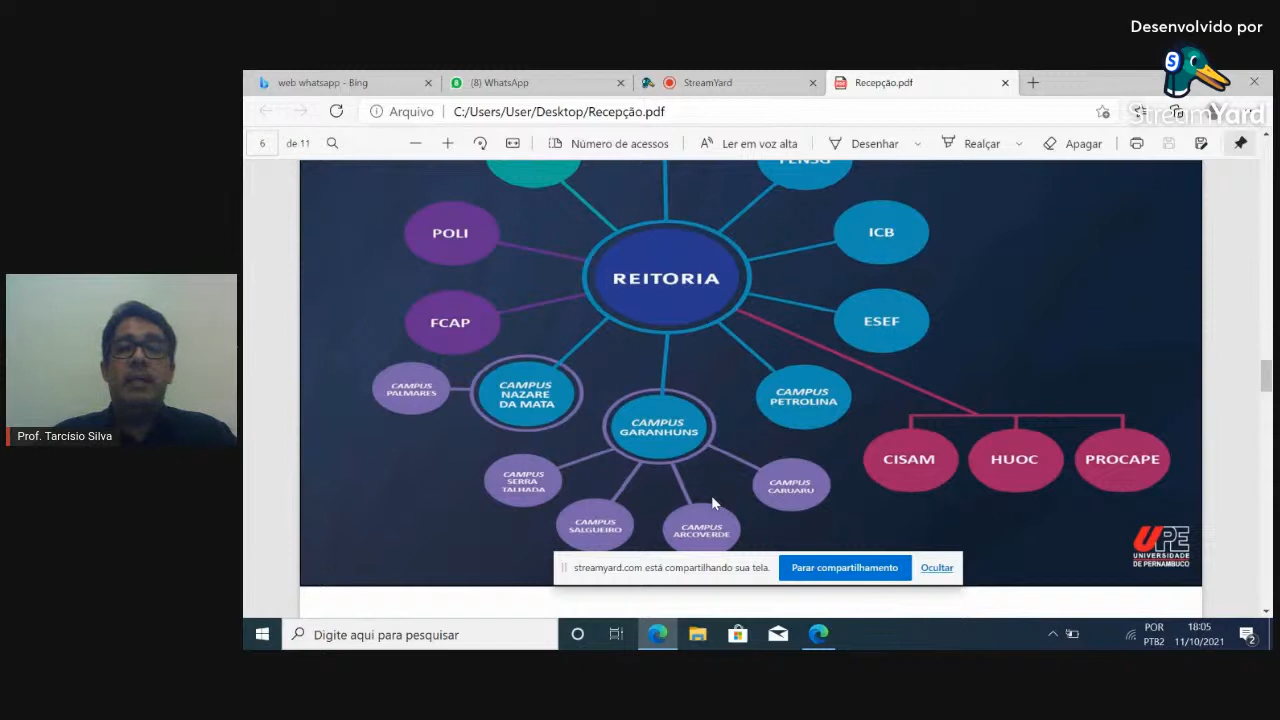 Desenvolvido por
StreamYard
web whatsapp - Bing
(8) WhatsApp
StreamYard
Recepção.pdf
Arquivo
C:/Users/User/Desktop/Recepção.pdf
6
de 11
Número de acessos
Ler em voz alta
Desenhar
Realçar
Apagar
FENSG
POLI
ICB
REITORIA
FCAP
ESEF
CAMPUS
PALMARES
CAMPUS
NAZARE
DA MATA
CAMPUS
GARANHUNS
CAMPUS
PETROLINA
CISAM
HUOC
PROCAPE
CAMPUS
SERRA
TALHADA
CAMPUS
CARUARU
CAMPUS
SALGUEIRO
CAMPUS
ARCOVERDE
UPE
UNIVERSIDADE
DE PERNAMBUCO
Prof. Tarcísio Silva
streamyard.com está compartilhando sua tela.
Parar compartilhamento
Ocultar
Digite aqui para pesquisar
POR
PTB2
18:05
11/10/2021
2